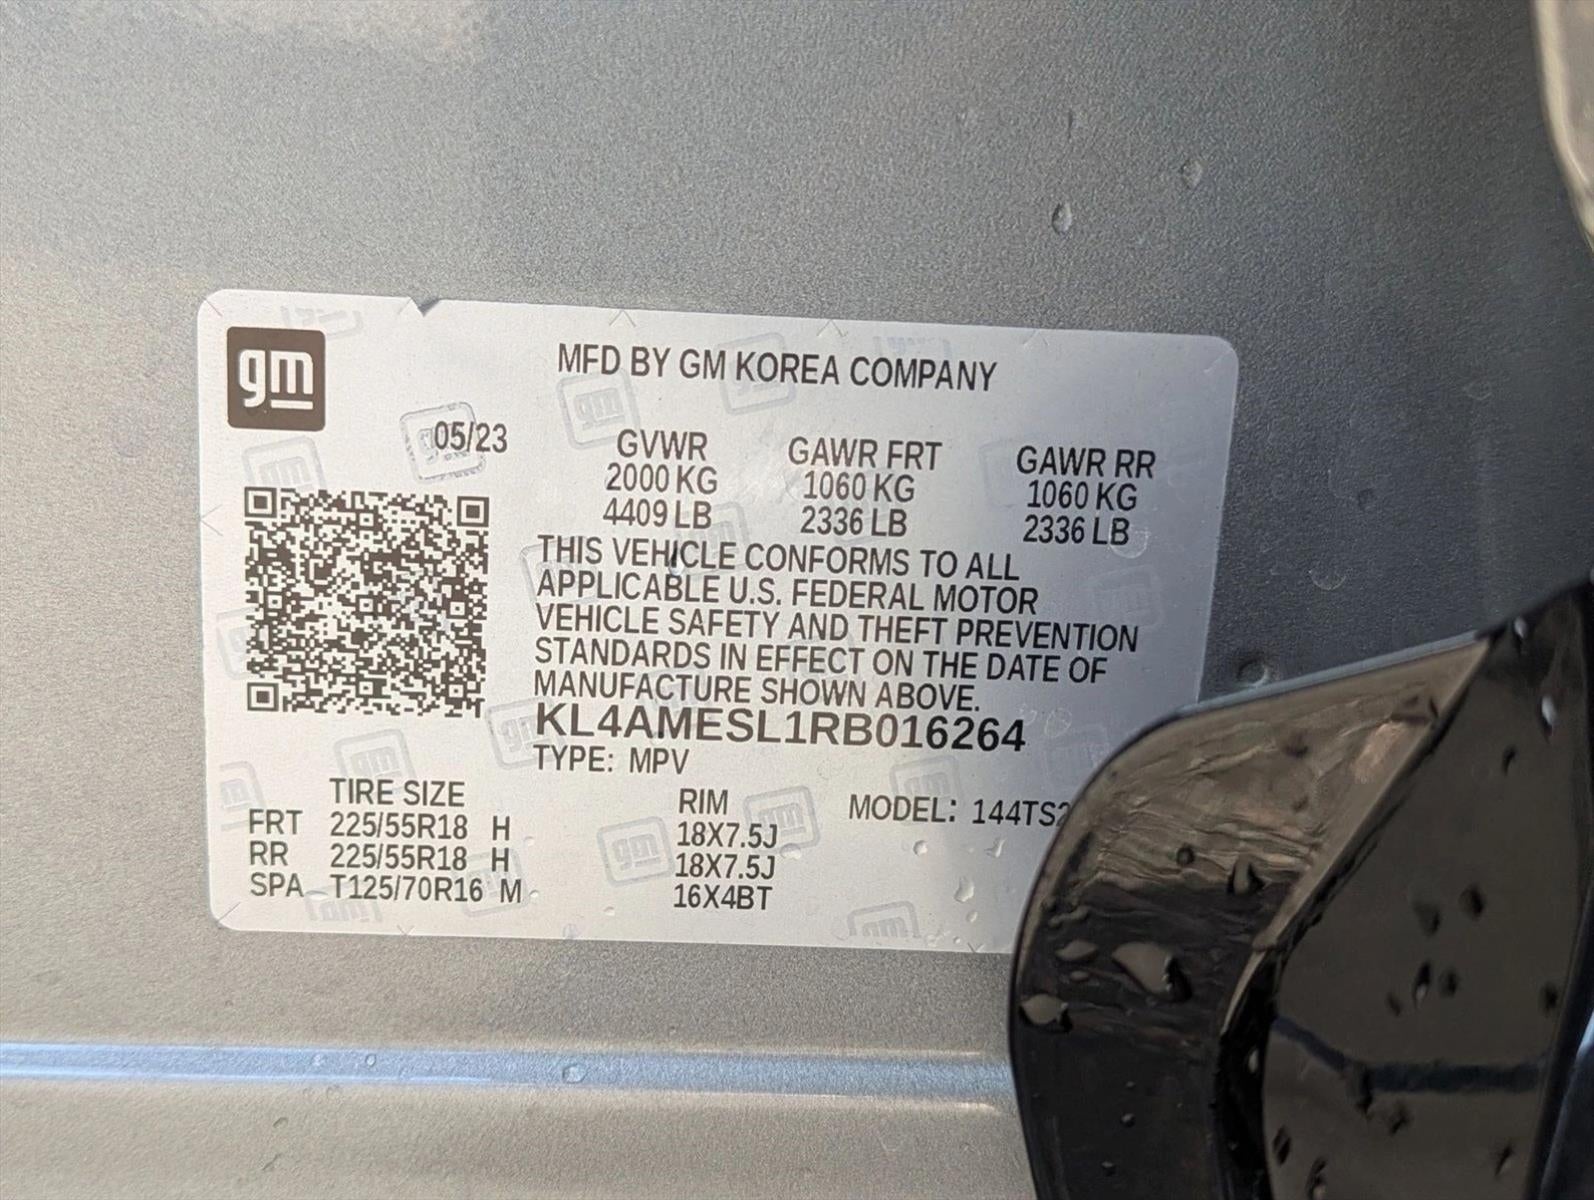 gm
MFD BY GM KOREA COMPANY
05/23
GVWR GAWR FRT GAWR RR
2000 KG 1060 KG 1060 KG
4409 LB 2336 LB 2336 LB
THIS VEHICLE CONFORMS TO ALL
APPLICABLE U.S. FEDERAL MOTOR
VEHICLE SAFETY AND THEFT PREVENTION
STANDARDS IN EFFECT ON THE DATE OF
MANUFACTURE SHOWN ABOVE.
KL4AMESL1RB016264
TYPE: MPV
TIRE SIZE RIM MODEL: 144TS2
FRT 225/55R18 H 18X7.5J
RR 225/55R18 H 18X7.5J
SPA T125/70R16 M 16X4BT